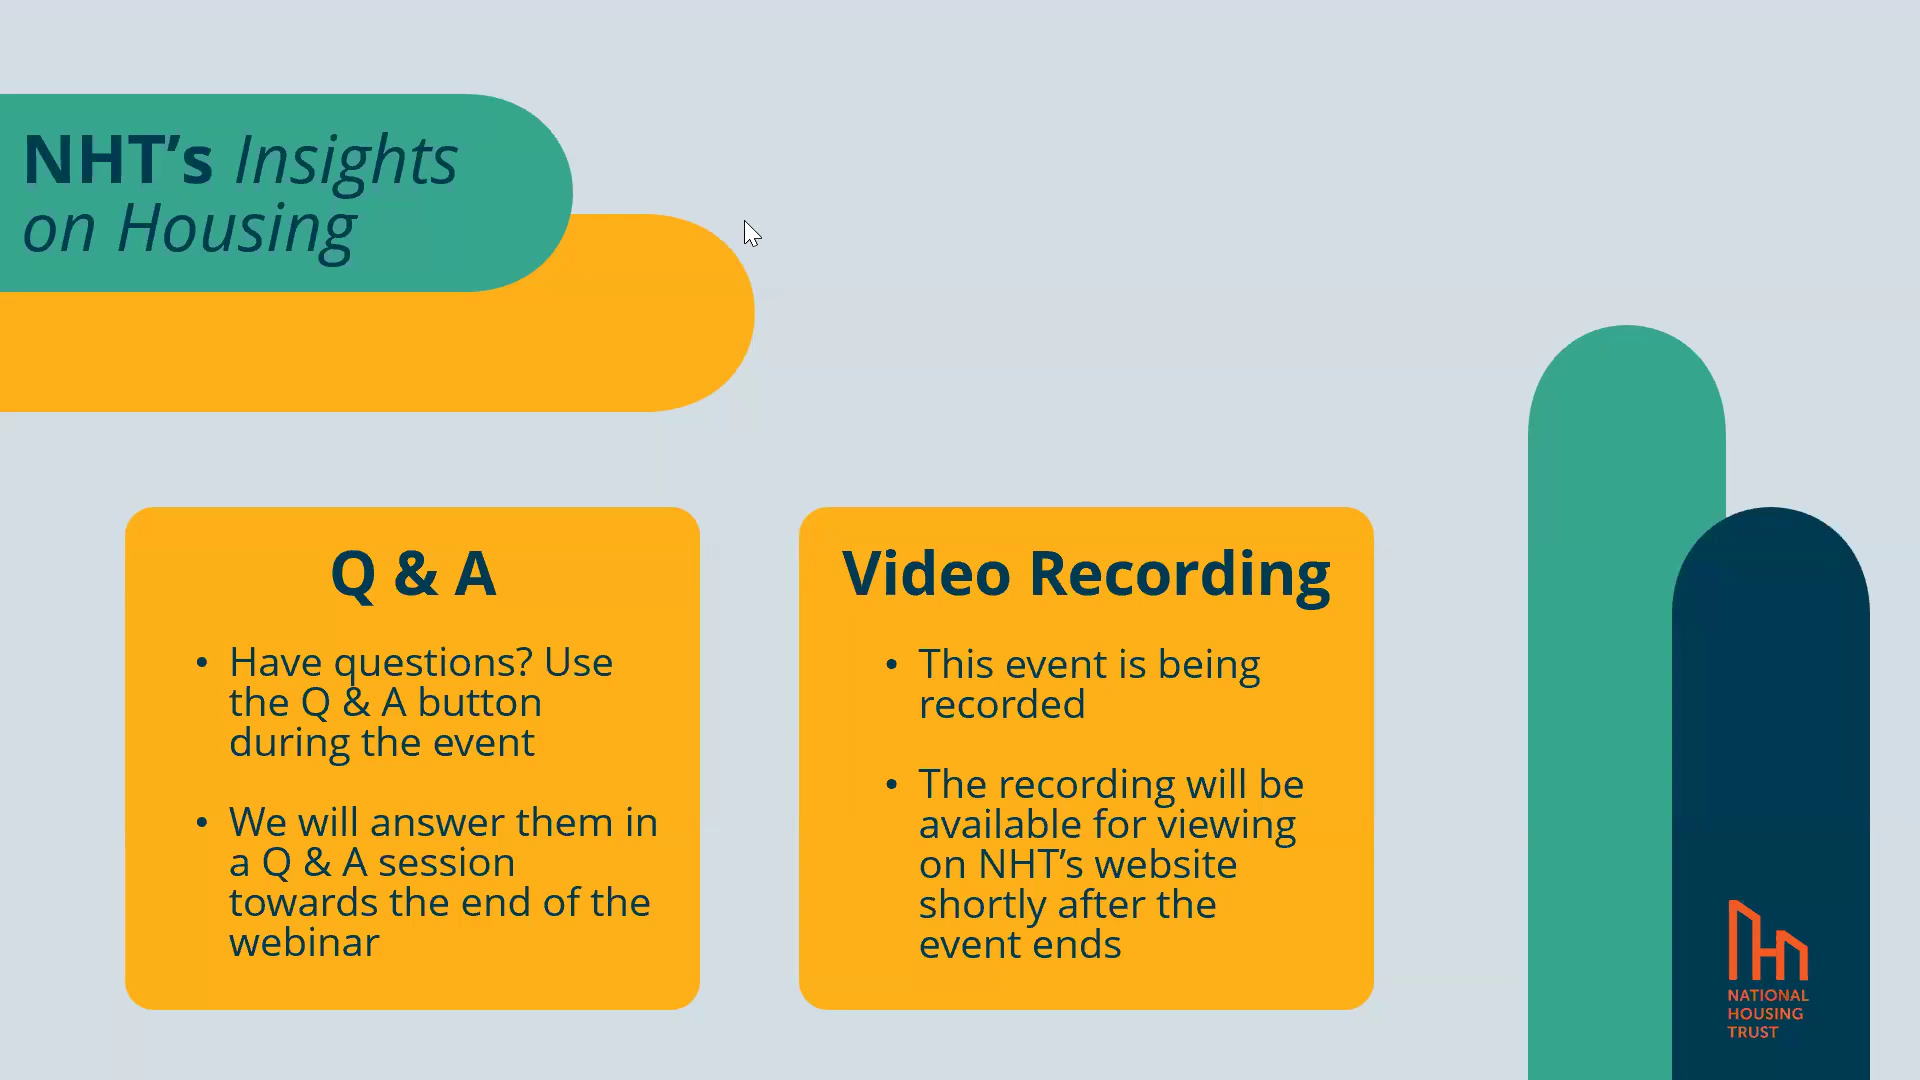 NHT’s Insights
on Housing
Q & A
• Have questions? Use
the Q & A button
during the event
• We will answer them in
a Q & A session
towards the end of the
webinar
Video Recording
• This event is being
recorded
• The recording will be
available for viewing
on NHT’s website
shortly after the
event ends
NATIONAL
HOUSING
TRUST